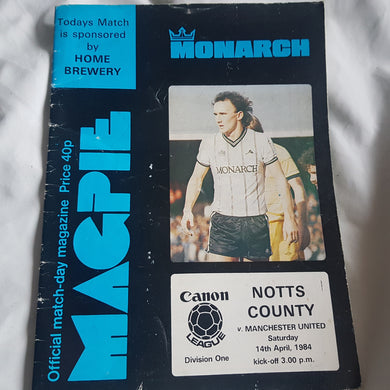 Todays Match
is sponsored
by
HOME
BREWERY
MONARCH
Official match-day magazine Price 40p
MAGPIE
MONARCH
Canon
LEAGUE
Division One
NOTTS
COUNTY
v. MANCHESTER UNITED
Saturday
14th April, 1984
kick-off 3.00 p.m.